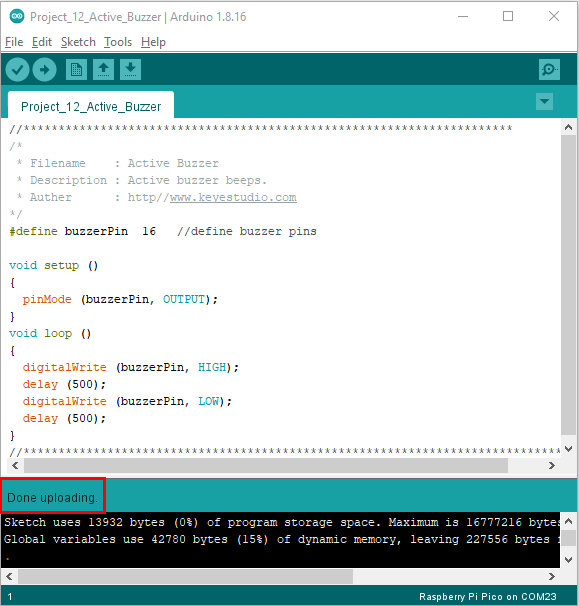 Project_12_Active_Buzzer | Arduino 1.8.16
File Edit Sketch Tools Help
Project_12_Active_Buzzer
//**********************************************************************
/*
 * Filename    : Active Buzzer
 * Description : Active buzzer beeps.
 * Auther      : http//www.keyestudio.com
*/
#define buzzerPin  16   //define buzzer pins
void setup ()
{
  pinMode (buzzerPin, OUTPUT);
}
void loop ()
{
  digitalWrite (buzzerPin, HIGH);
  delay (500);
  digitalWrite (buzzerPin, LOW);
  delay (500);
}
//*****************************************************************************
Done uploading.
Sketch uses 13932 bytes (0%) of program storage space. Maximum is 16777216 bytes
Global variables use 42780 bytes (15%) of dynamic memory, leaving 227556 bytes
.
1
Raspberry Pi Pico on COM23